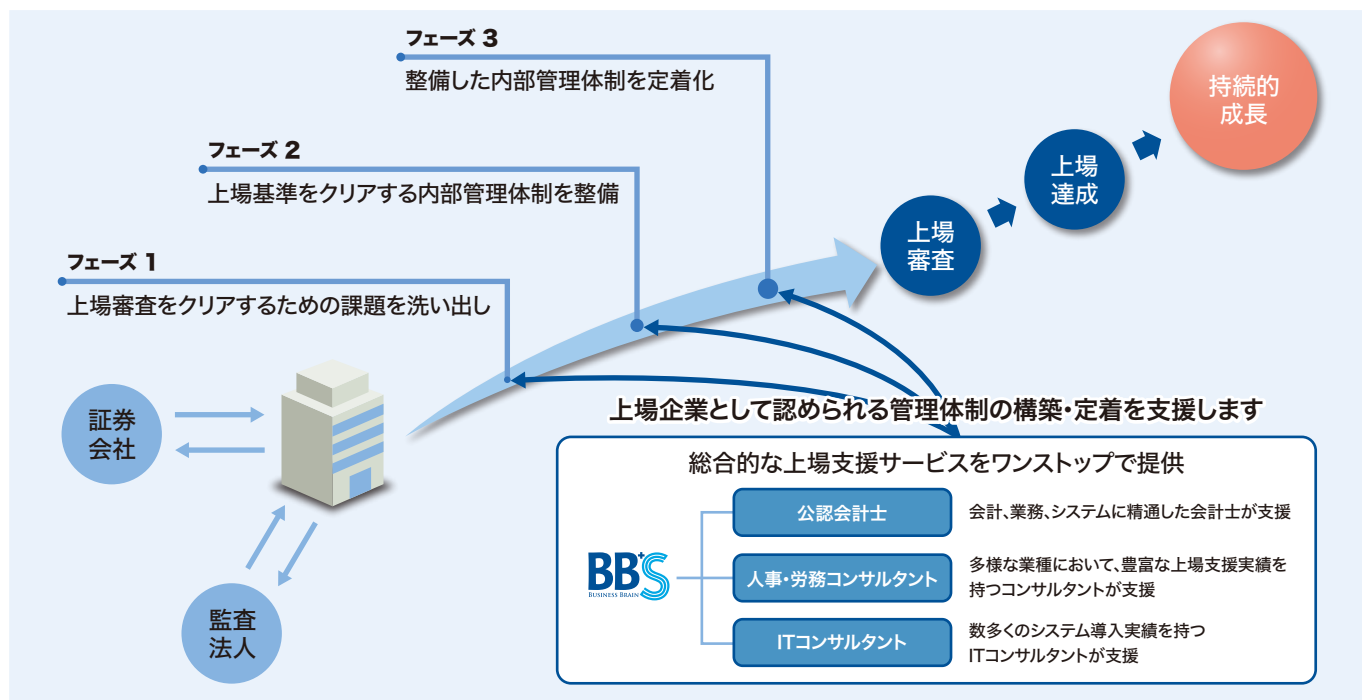 フェーズ 3
整備した内部管理体制を定着化
フェーズ 2
上場基準をクリアする内部管理体制を整備
フェーズ 1
上場審査をクリアするための課題を洗い出し
持続的
成長
上場
達成
上場
審査
証券
会社
監査
法人
上場企業として認められる管理体制の構築・定着を支援します
総合的な上場支援サービスをワンストップで提供
BB+S
BUSINESS BRAIN
公認会計士
会計、業務、システムに精通した会計士が支援
人事・労務コンサルタント
多様な業種において、豊富な上場支援実績を
持つコンサルタントが支援
ITコンサルタント
数多くのシステム導入実績を持つ
ITコンサルタントが支援